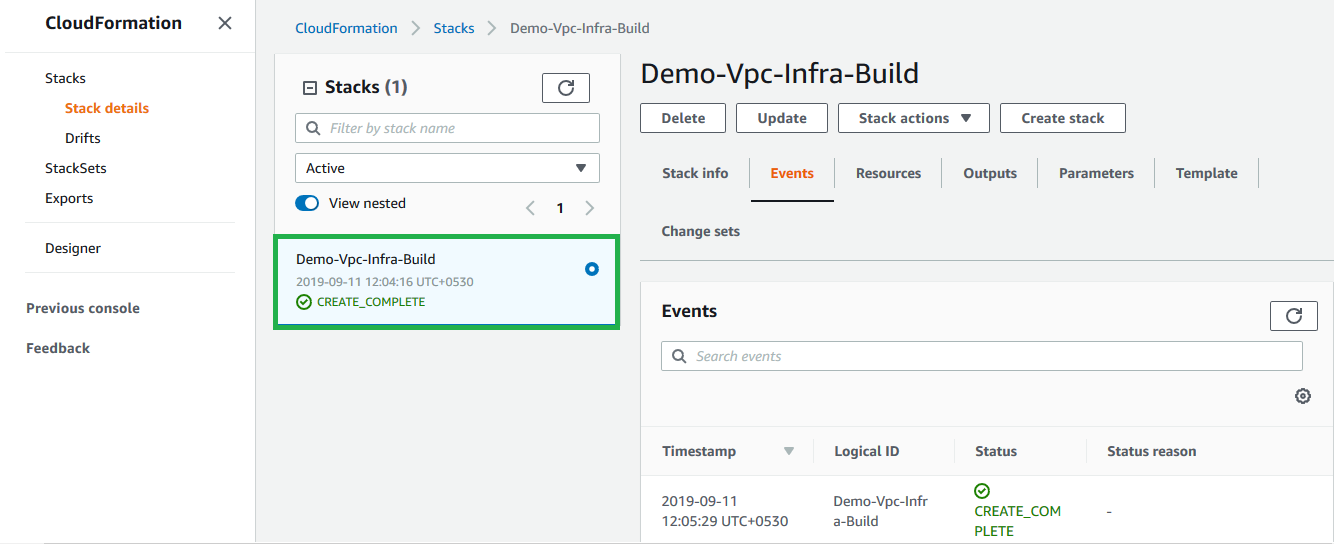 CloudFormation
Stacks
Stack details
Drifts
StackSets
Exports
Designer
Previous console
Feedback
CloudFormation > Stacks > Demo-Vpc-Infra-Build
Stacks (1)
Filter by stack name
Active
View nested
1
Demo-Vpc-Infra-Build
2019-09-11 12:04:16 UTC+0530
CREATE_COMPLETE
Demo-Vpc-Infra-Build
Delete Update Stack actions Create stack
Stack info Events Resources Outputs Parameters Template
Change sets
Events
Search events
Timestamp Logical ID Status Status reason
2019-09-11
12:05:29 UTC+0530
Demo-Vpc-Infr
a-Build
CREATE_COM
PLETE
-